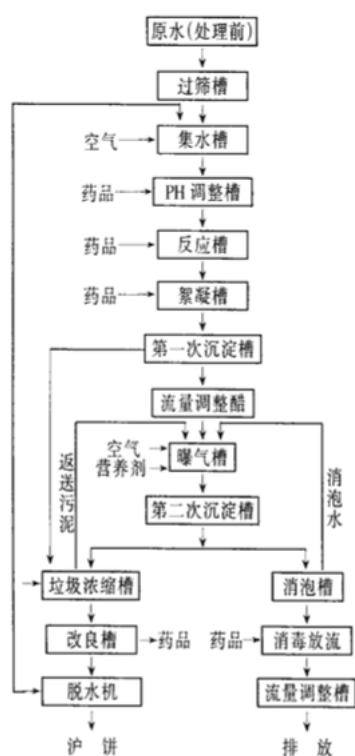 原水(处理前)
过筛槽
空气 集水槽
药品 PH调整槽
药品 反应槽
药品 絮凝槽
第一次沉淀槽
流量调整醋
空气
营养剂
曝气槽
返送污泥
消泡水
第二次沉淀槽
垃圾浓缩槽 消泡槽
改良槽 药品 药品 消毒放流
脱水机 流量调整槽
沪饼 排放